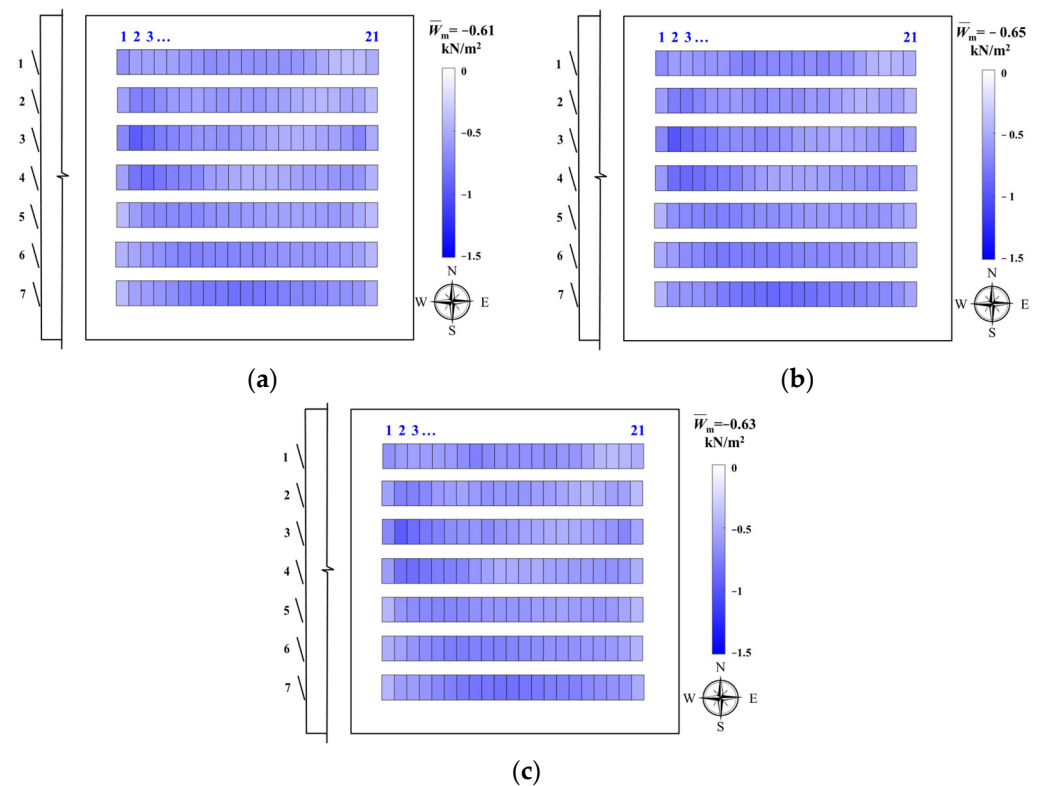 1 2 3 ... 21
W̅m= −0.61
kN/m²
0
−0.5
−1
−1.5
1
2
3
4
5
6
7
N
W E
S
(a)
1 2 3 ... 21
W̅m= − 0.65
kN/m²
0
− 0.5
− 1
− 1.5
1
2
3
4
5
6
7
N
W E
S
(b)
1 2 3 ... 21
W̅m=−0.63
kN/m²
0
−0.5
−1
−1.5
1
2
3
4
5
6
7
N
W E
S
(c)